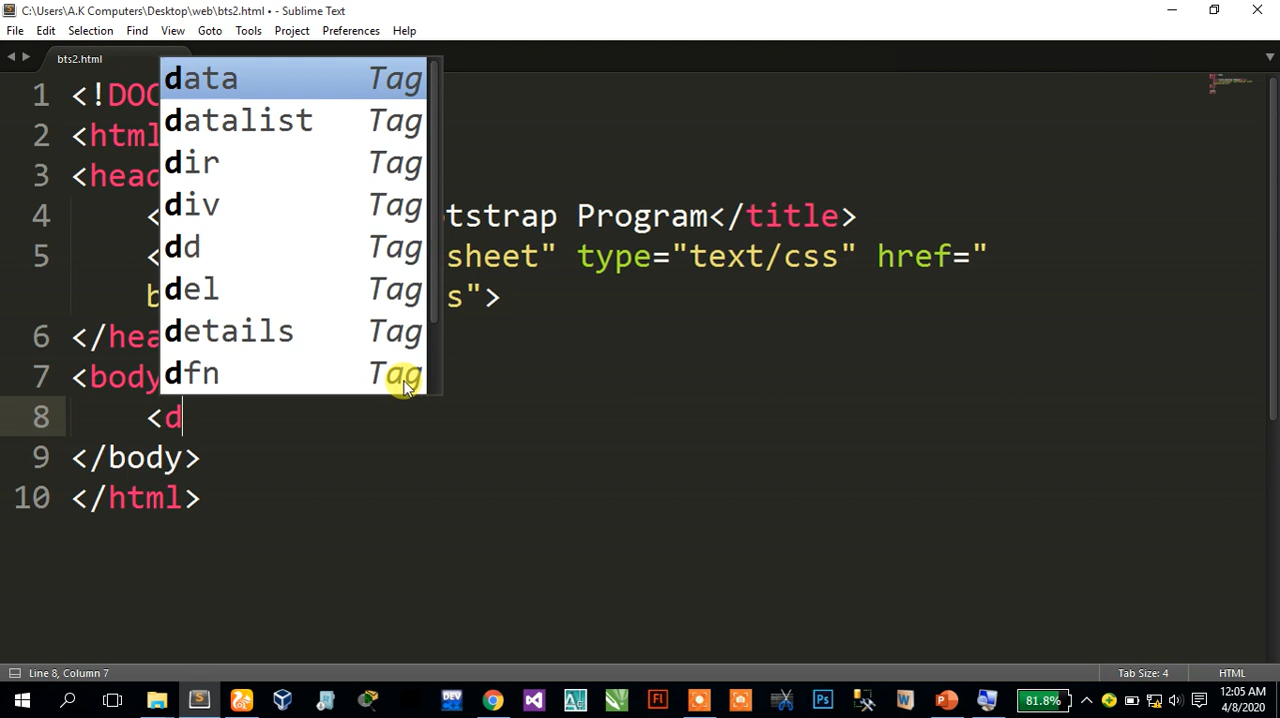 C:\Users\A.K Computers\Desktop\web\bts2.html • - Sublime Text
File Edit Selection Find View Goto Tools Project Preferences Help
bts2.html
data Tag
datalist Tag
dir Tag
div Tag
dd Tag
del Tag
details Tag
dfn Tag
1 <!DOC
2 <html
3 <head
4 < otstrap Program</title>
5 < sheet" type="text/css" href="
b s">
6 </hea
7 <body
8 <d
9 </body>
10 </html>
Line 8, Column 7
Tab Size: 4
HTML
DEV
Fl
Ps
W
81.8%
12:05 AM
4/8/2020